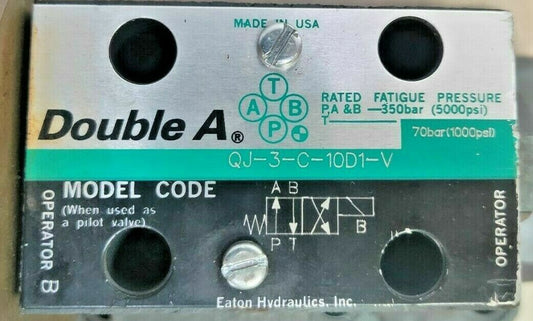 MADE IN USA
Double A®
T
A B
P
RATED FATIGUE PRESSURE
P,A &B —350bar (5000psi)
T—
70bar(1000psi)
QJ-3-C-10D1-V
MODEL CODE
(When used as
a pilot valve)
A B
B
P T
OPERATOR B
OPERATOR
Eaton Hydraulics, Inc.